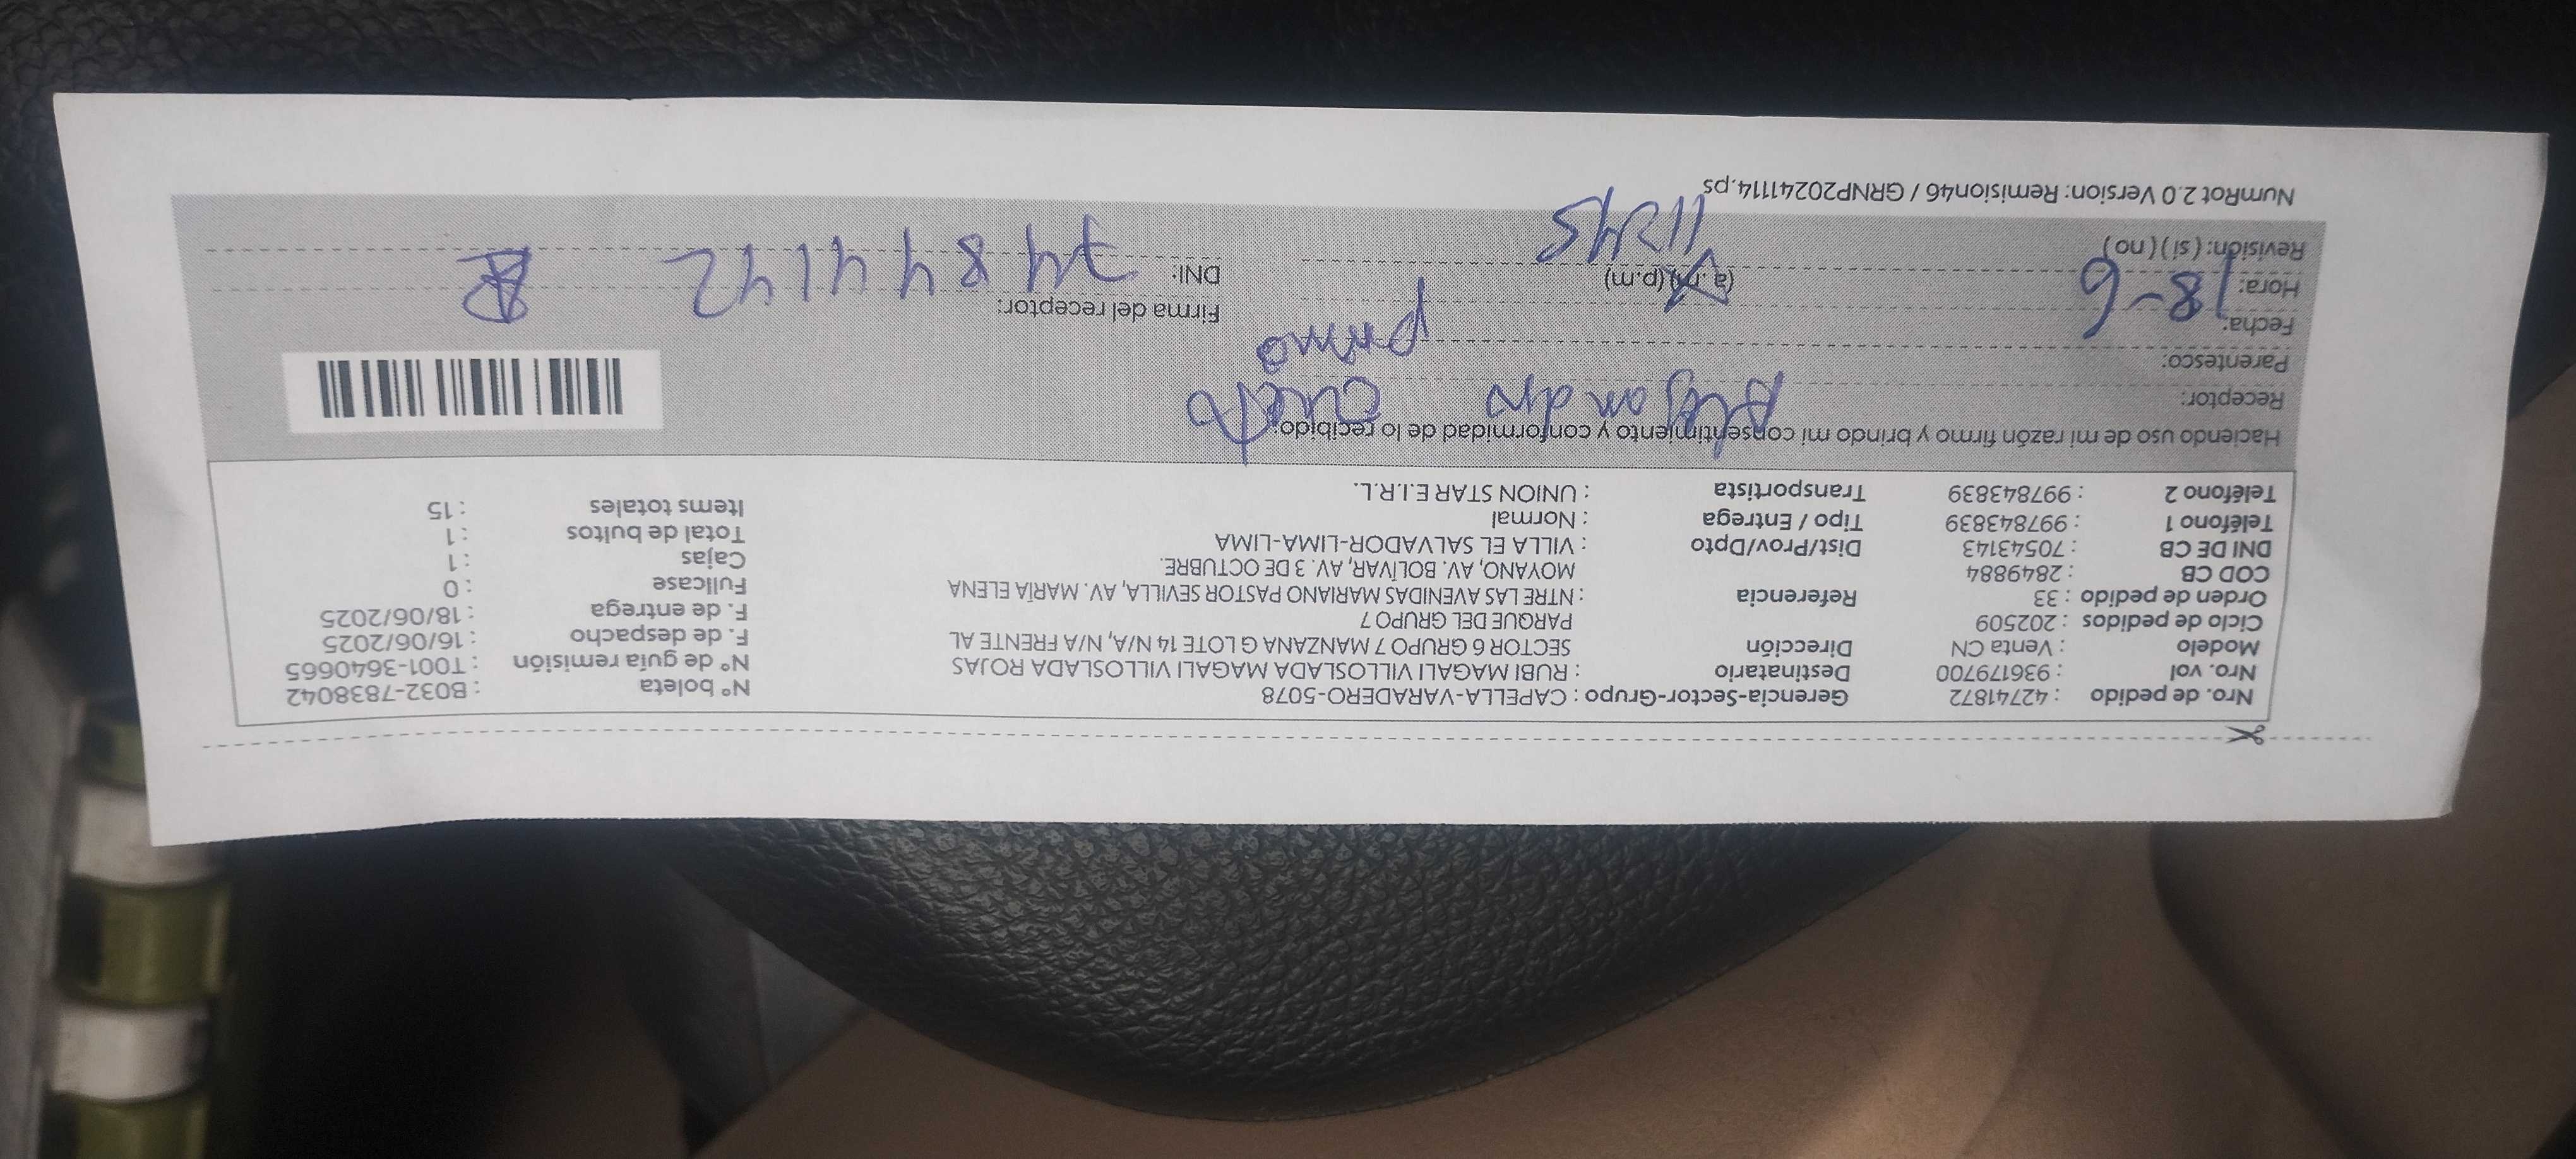 Nro. de pedido : 42741872 Gerencia-Sector-Grupo : CAPELLA-VARADERO-5078 N° boleta : B032-7838042
Nro. vol : 936179700 Destinatario : RUBI MAGALI VILLOSLADA MAGALI VILLOSLADA ROJAS N° de guía remisión : T001-3640665
Modelo : Venta CN Dirección SECTOR 6 GRUPO 7 MANZANA G LOTE 14 N/A, N/A FRENTE AL F. de despacho : 16/06/2025
Ciclo de pedidos : 202509 PARQUE DEL GRUPO 7 F. de entrega : 18/06/2025
Orden de pedido : 33 Referencia : NTRE LAS AVENIDAS MARIANO PASTOR SEVILLA, AV. MARÍA ELENA Fullcase : 0
COD CB : 2849884 MOYANO, AV. BOLÍVAR, AV. 3 DE OCTUBRE. Cajas : 1
DNI DE CB : 70543143 Dist/Prov/Dpto : VILLA EL SALVADOR-LIMA-LIMA Total de bultos : 1
Teléfono 1 : 997843839 Tipo / Entrega : Normal Items totales : 15
Teléfono 2 : 997843839 Transportista : UNION STAR E.I.R.L.
Haciendo uso de mi razón firmo y brindo mi consentimiento y conformidad de lo recibido:
Receptor: Alejandro
Parentesco: primo
Fecha: 18-6 Firma del receptor:
Hora: (a.m) (p.m) 11:45 DNI: 74844142
Revisión: (si) (no)
NumRot 2.0 Version: Remision46 / GRNP20241114.ps